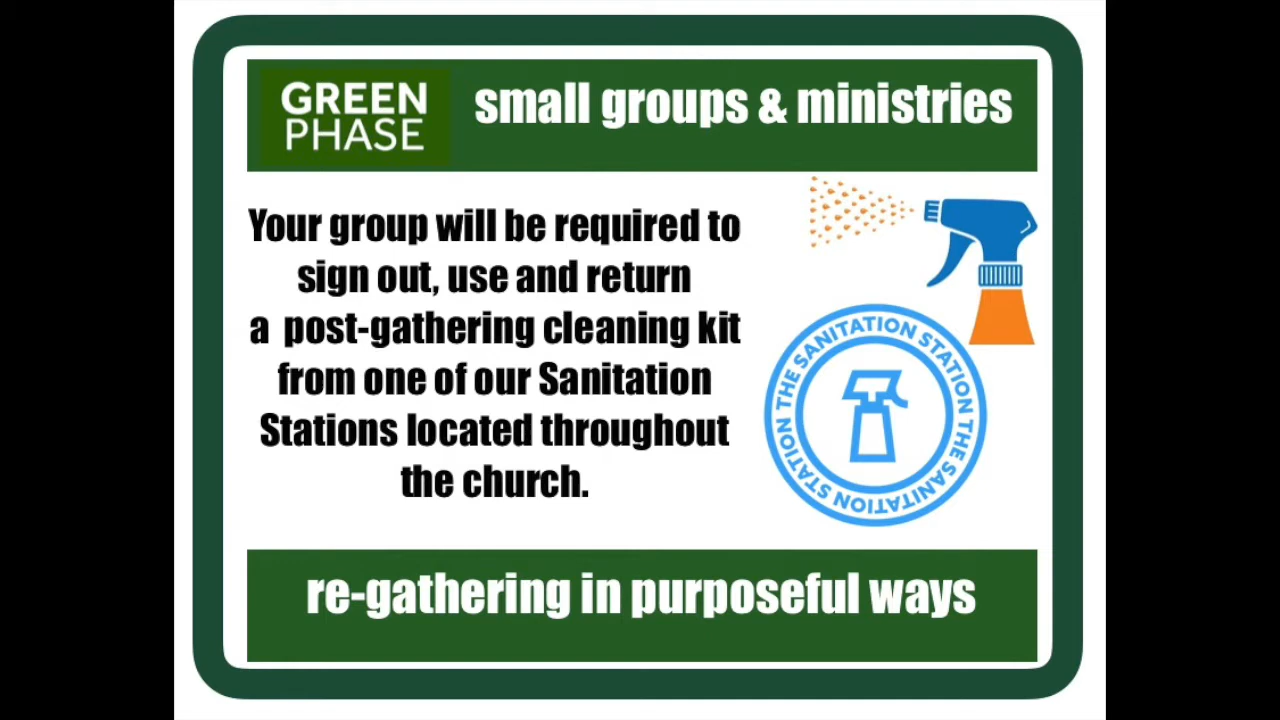 GREEN
PHASE
small groups & ministries
Your group will be required to
sign out, use and return
a post-gathering cleaning kit
from one of our Sanitation
Stations located throughout
the church.
THE SANITATION STATION THE SANITATION STATION
re-gathering in purposeful ways